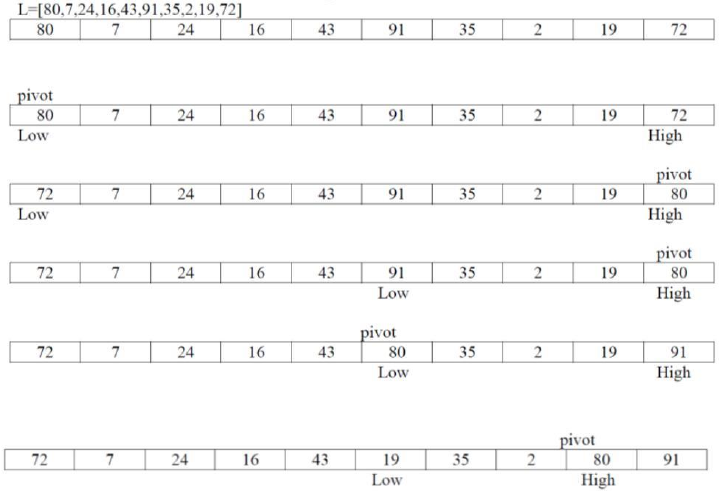 L=[80,7,24,16,43,91,35,2,19,72]
80 7 24 16 43 91 35 2 19 72
pivot
80 7 24 16 43 91 35 2 19 72
Low High
pivot
72 7 24 16 43 91 35 2 19 80
Low High
pivot
72 7 24 16 43 91 35 2 19 80
Low High
pivot
72 7 24 16 43 80 35 2 19 91
Low High
pivot
72 7 24 16 43 19 35 2 80 91
Low High